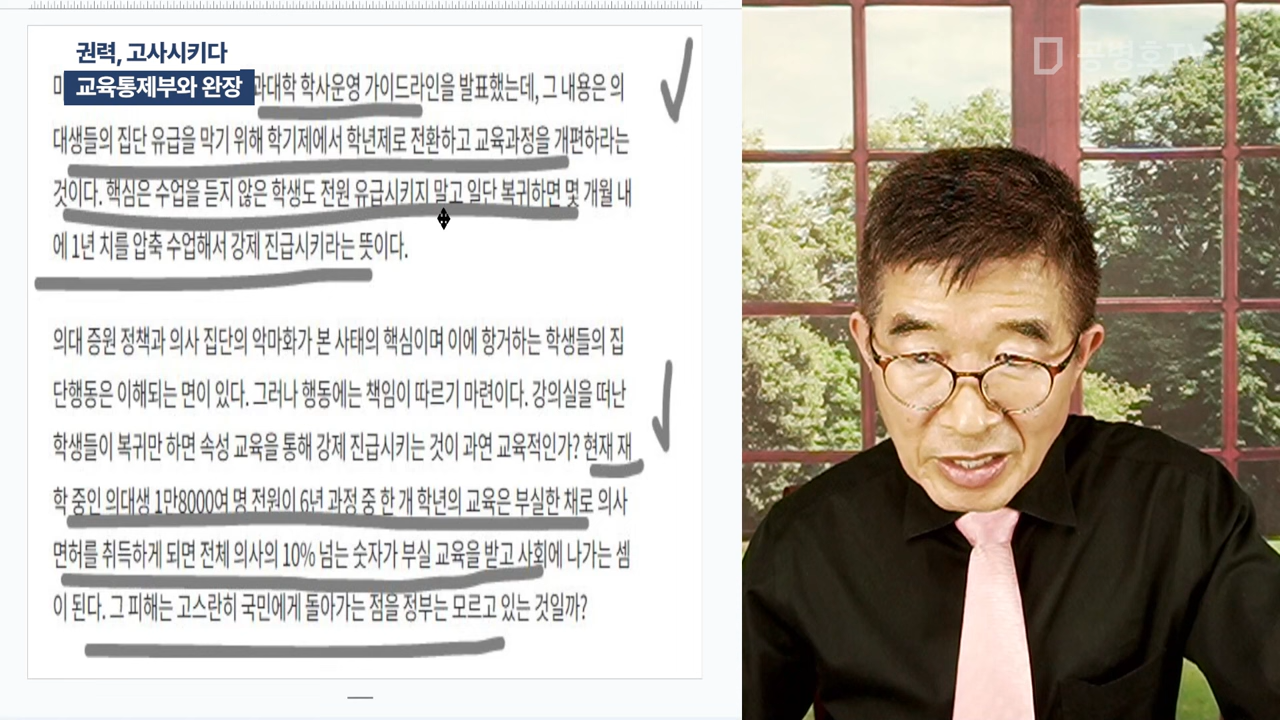 권력, 고사시키다
교육통제부와 완장
과대학 학사운영 가이드라인을 발표했는데, 그 내용은 의
대생들의 집단 유급을 막기 위해 학기제에서 학년제로 전환하고 교육과정을 개편하라는
것이다. 핵심은 수업을 듣지 않은 학생도 전원 유급시키지 말고 일단 복귀하면 몇 개월 내
에 1년 치를 압축 수업해서 강제 진급시키라는 뜻이다.
의대 증원 정책과 의사 집단의 악마화가 본 사태의 핵심이며 이에 항거하는 학생들의 집
단행동은 이해되는 면이 있다. 그러나 행동에는 책임이 따르기 마련이다. 강의실을 떠난
학생들이 복귀만 하면 속성 교육을 통해 강제 진급시키는 것이 과연 교육적인가? 현재 재
학 중인 의대생 1만8000여 명 전원이 6년 과정 중 한 개 학년의 교육은 부실한 채로 의사
면허를 취득하게 되면 전체 의사의 10% 넘는 숫자가 부실 교육을 받고 사회에 나가는 셈
이 된다. 그 피해는 고스란히 국민에게 돌아가는 점을 정부는 모르고 있는 것일까?
공병호TV